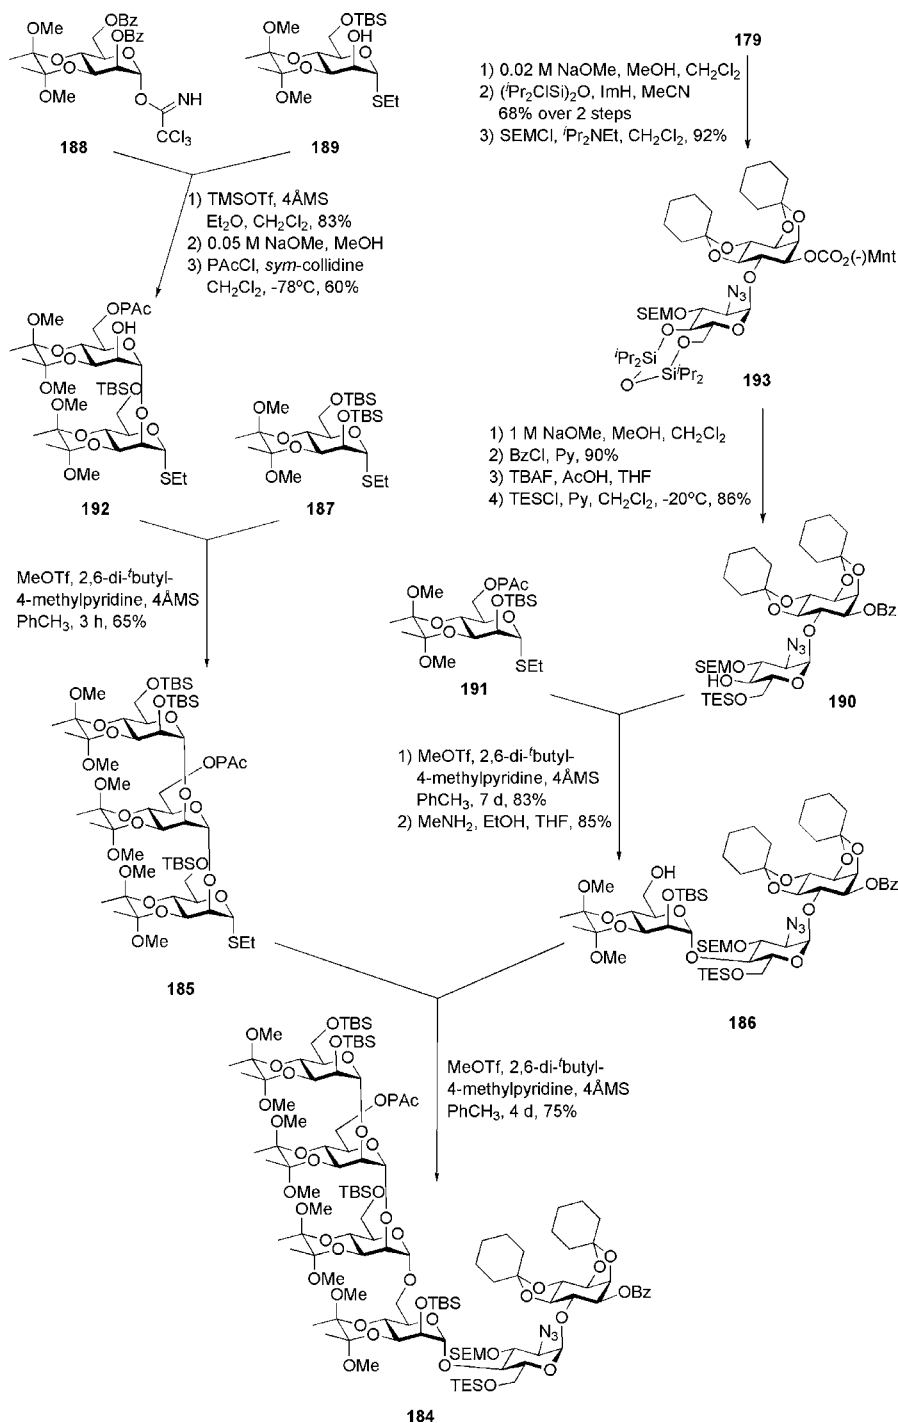 OBz
OMe
OBz
O
O
O
O
OMe
O
NH
CCl3
188
OTBS
OMe
OH
O
O
O
OMe
SEt
189
1) TMSOTf, 4ÅMS
Et2O, CH2Cl2, 83%
2) 0.05 M NaOMe, MeOH
3) PAcCl, sym-collidine
CH2Cl2, -78ºC, 60%
179
1) 0.02 M NaOMe, MeOH, CH2Cl2
2) (iPr2ClSi)2O, ImH, MeCN
68% over 2 steps
3) SEMCl, iPr2NEt, CH2Cl2, 92%
O
O
O
O
OCO2(-)Mnt
O
N3
SEMO
O
O
O
iPr2Si
O
SiiPr2
193
OPAc
OMe
OH
O
O
O
OMe
TBSO
OMe
O
O
O
O
OMe
SEt
192
OTBS
OMe
OTBS
O
O
O
OMe
SEt
187
1) 1 M NaOMe, MeOH, CH2Cl2
2) BzCl, Py, 90%
3) TBAF, AcOH, THF
4) TESCl, Py, CH2Cl2, -20ºC, 86%
MeOTf, 2,6-di-tbutyl-
4-methylpyridine, 4ÅMS
PhCH3, 3 h, 65%
OPAc
OMe
OTBS
O
O
O
OMe
SEt
191
O
O
O
O
OBz
O
N3
SEMO
HO
O
TESO
190
1) MeOTf, 2,6-di-tbutyl-
4-methylpyridine, 4ÅMS
PhCH3, 7 d, 83%
2) MeNH2, EtOH, THF, 85%
OTBS
OMe
OTBS
O
O
O
OMe
OPAc
OMe
O
O
O
O
OMe
TBSO
OMe
O
O
O
O
OMe
SEt
185
OH
OMe
OTBS
O
O
O
OMe
O
O
O
O
O
OBz
O
N3
SEMO
O
TESO
186
MeOTf, 2,6-di-tbutyl-
4-methylpyridine, 4ÅMS
PhCH3, 4 d, 75%
OTBS
OMe
OTBS
O
O
O
OMe
OPAc
OMe
O
O
O
O
OMe
TBSO
OMe
O
O
O
O
OMe
O
OMe
OTBS
O
O
O
OMe
O
O
O
O
O
OBz
O
N3
SEMO
O
TESO
184